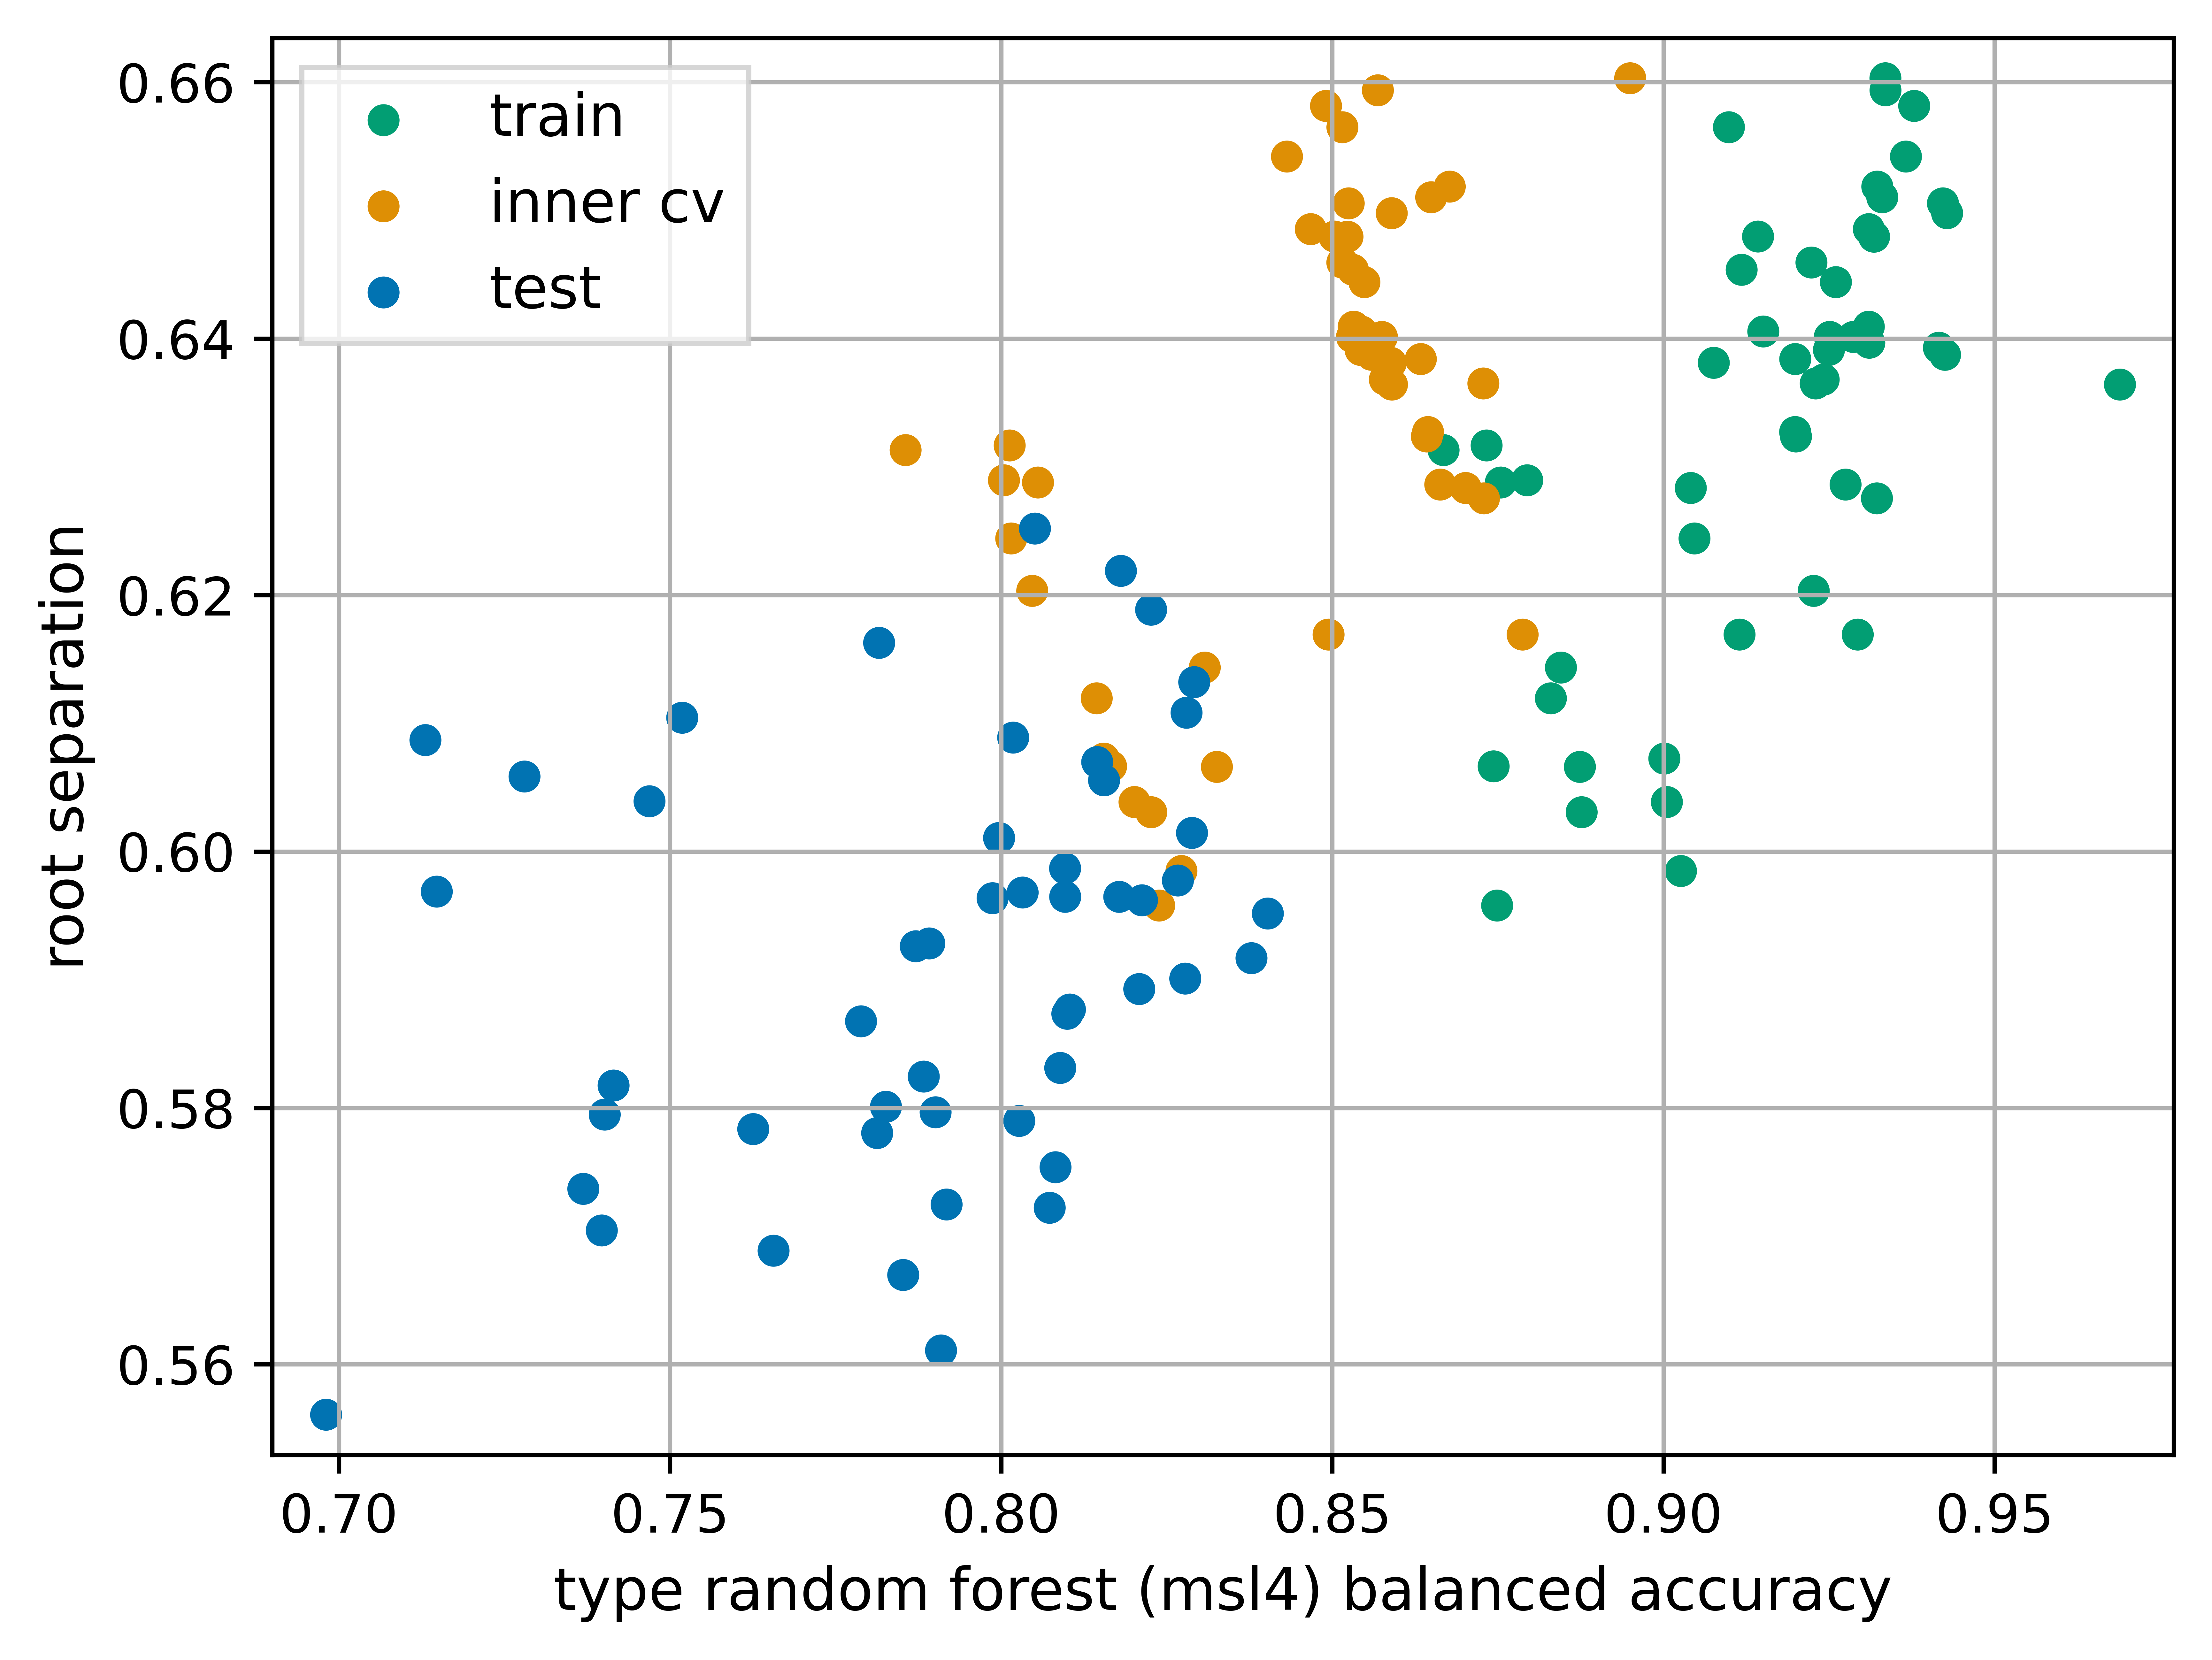 train
inner cv
test
root separation
0.66
0.64
0.62
0.60
0.58
0.56
0.70 0.75 0.80 0.85 0.90 0.95
type random forest (msl4) balanced accuracy